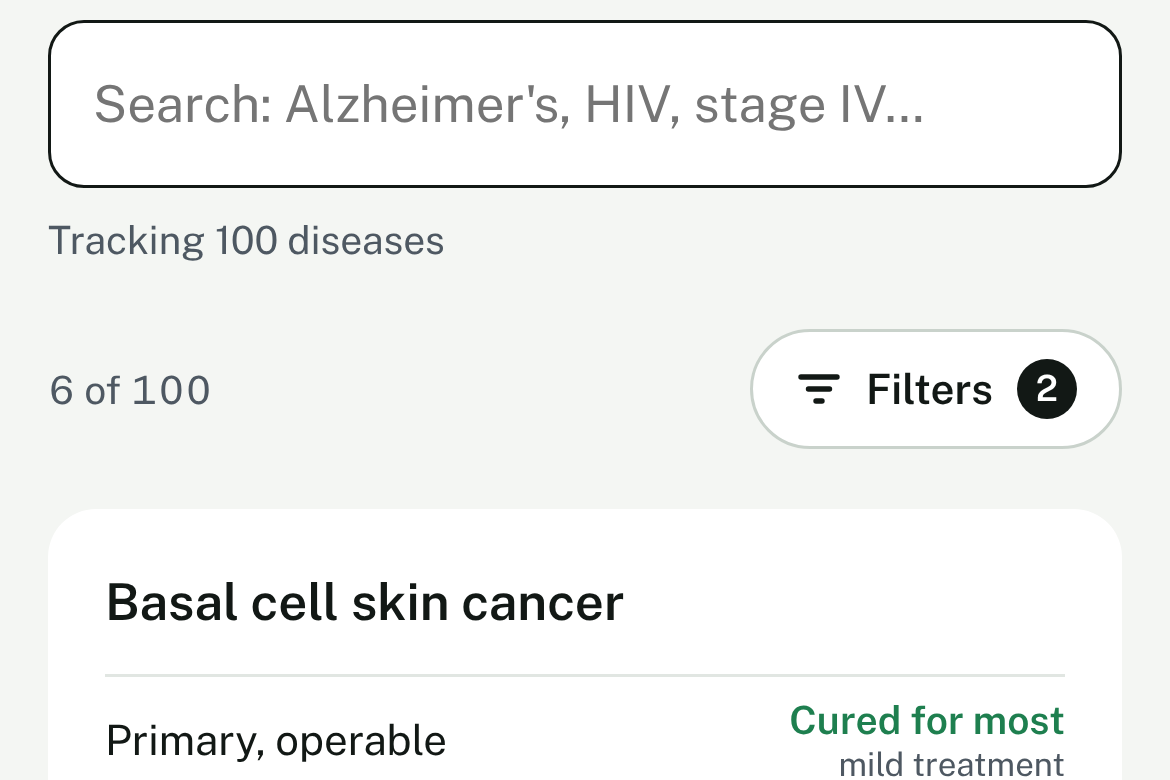 Search: Alzheimer's, HIV, stage IV...
Tracking 100 diseases
6 of 100
Filters 2
Basal cell skin cancer
Primary, operable
Cured for most
mild treatment